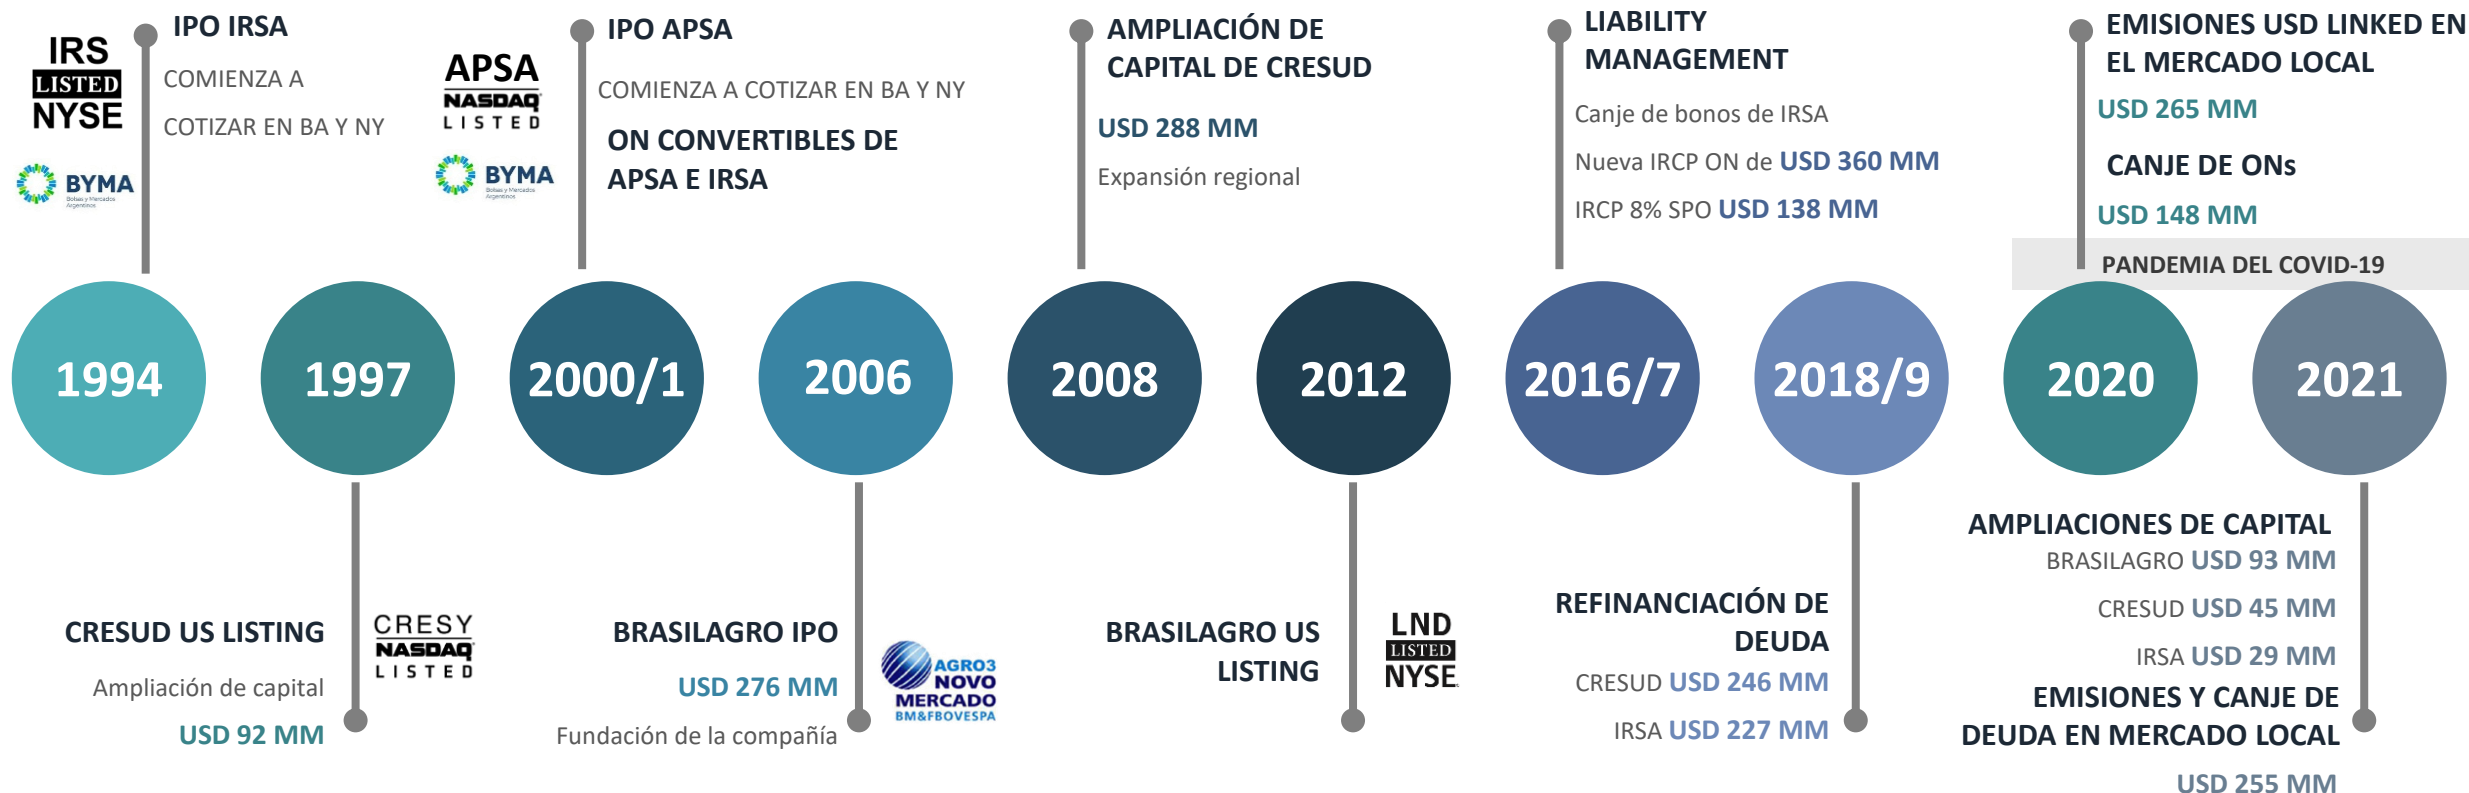 IRS
LISTED
NYSE
BYMA
Bolsas y Mercados
Argentinos
IPO IRSA
COMIENZA A
COTIZAR EN BA Y NY
APSA
NASDAQ
LISTED
BYMA
Bolsas y Mercados
Argentinos
IPO APSA
COMIENZA A COTIZAR EN BA Y NY
ON CONVERTIBLES DE
APSA E IRSA
AMPLIACIÓN DE
CAPITAL DE CRESUD
USD 288 MM
Expansión regional
LIABILITY
MANAGEMENT
Canje de bonos de IRSA
Nueva IRCP ON de USD 360 MM
IRCP 8% SPO USD 138 MM
EMISIONES USD LINKED EN
EL MERCADO LOCAL
USD 265 MM
CANJE DE ONs
USD 148 MM
PANDEMIA DEL COVID-19
1994
1997
2000/1
2006
2008
2012
2016/7
2018/9
2020
2021
CRESUD US LISTING
Ampliación de capital
USD 92 MM
CRESY
NASDAQ
LISTED
BRASILAGRO IPO
USD 276 MM
Fundación de la compañía
AGRO3
NOVO
MERCADO
BM&FBOVESPA
BRASILAGRO US
LISTING
LND
LISTED
NYSE
REFINANCIACIÓN DE
DEUDA
CRESUD USD 246 MM
IRSA USD 227 MM
AMPLIACIONES DE CAPITAL
BRASILAGRO USD 93 MM
CRESUD USD 45 MM
IRSA USD 29 MM
EMISIONES Y CANJE DE
DEUDA EN MERCADO LOCAL
USD 255 MM